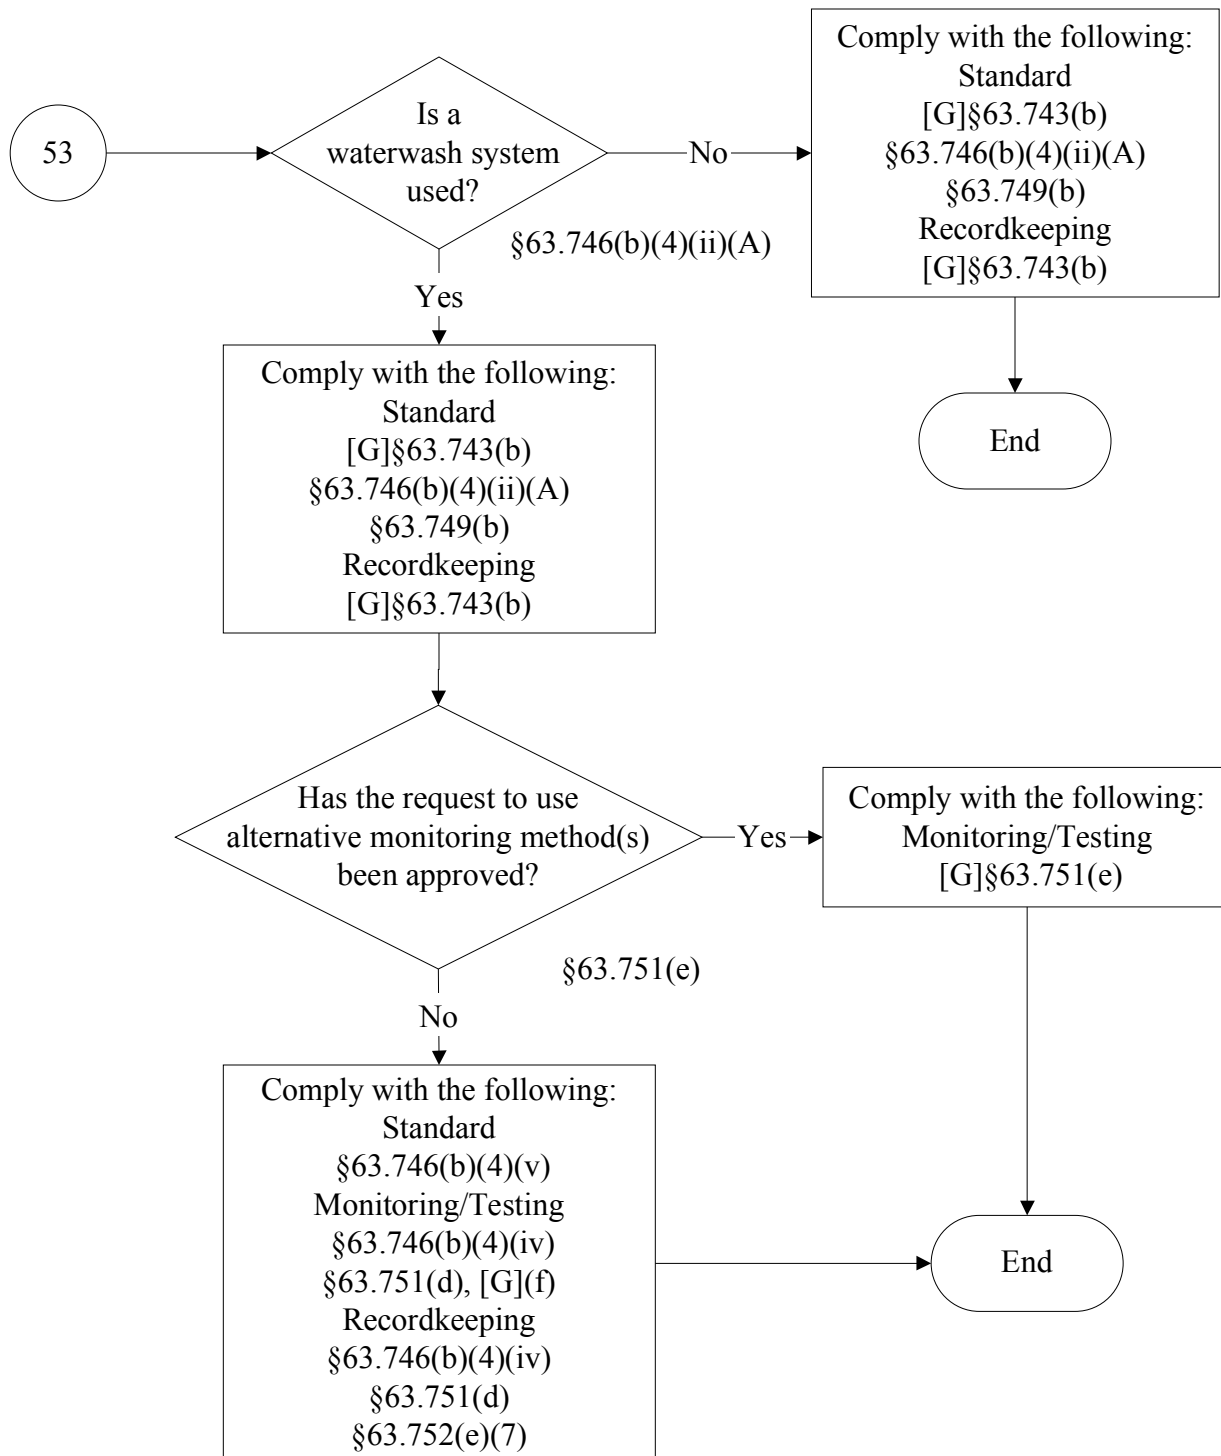 53
Is a
waterwash system
used?
§63.746(b)(4)(ii)(A)
No
Comply with the following:
Standard
[G]§63.743(b)
§63.746(b)(4)(ii)(A)
§63.749(b)
Recordkeeping
[G]§63.743(b)
End
Yes
Comply with the following:
Standard
[G]§63.743(b)
§63.746(b)(4)(ii)(A)
§63.749(b)
Recordkeeping
[G]§63.743(b)
Has the request to use
alternative monitoring method(s)
been approved?
§63.751(e)
Yes
Comply with the following:
Monitoring/Testing
[G]§63.751(e)
No
Comply with the following:
Standard
§63.746(b)(4)(v)
Monitoring/Testing
§63.746(b)(4)(iv)
§63.751(d), [G](f)
Recordkeeping
§63.746(b)(4)(iv)
§63.751(d)
§63.752(e)(7)
End